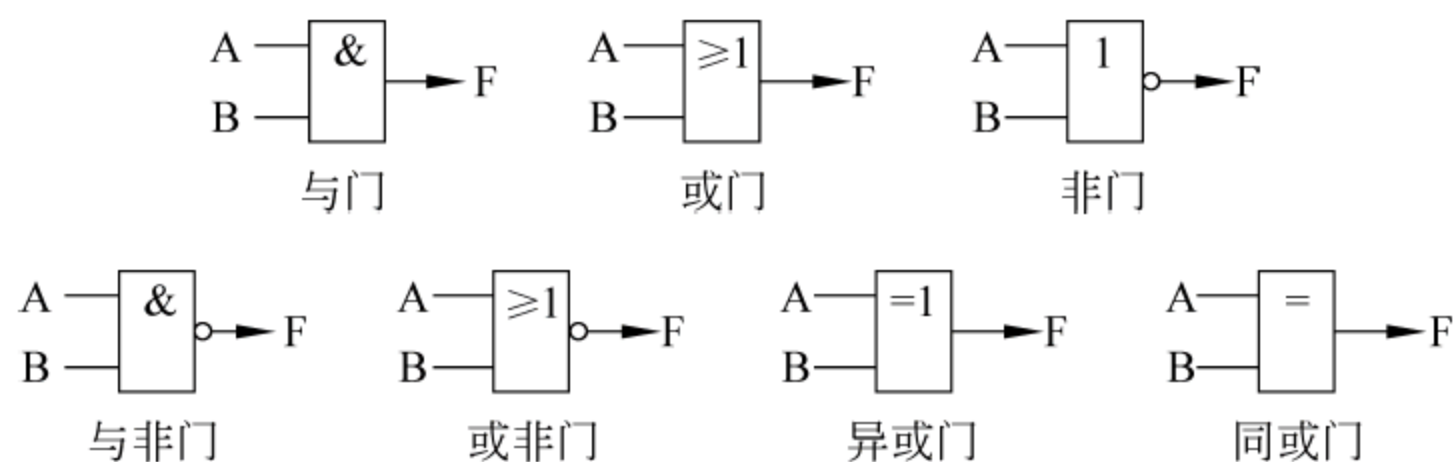 A & F A ≥1 F A 1 F
B B B
与门 或门 非门
A & F A ≥1 F A =1 F A = F
B B B B
与非门 或非门 异或门 同或门